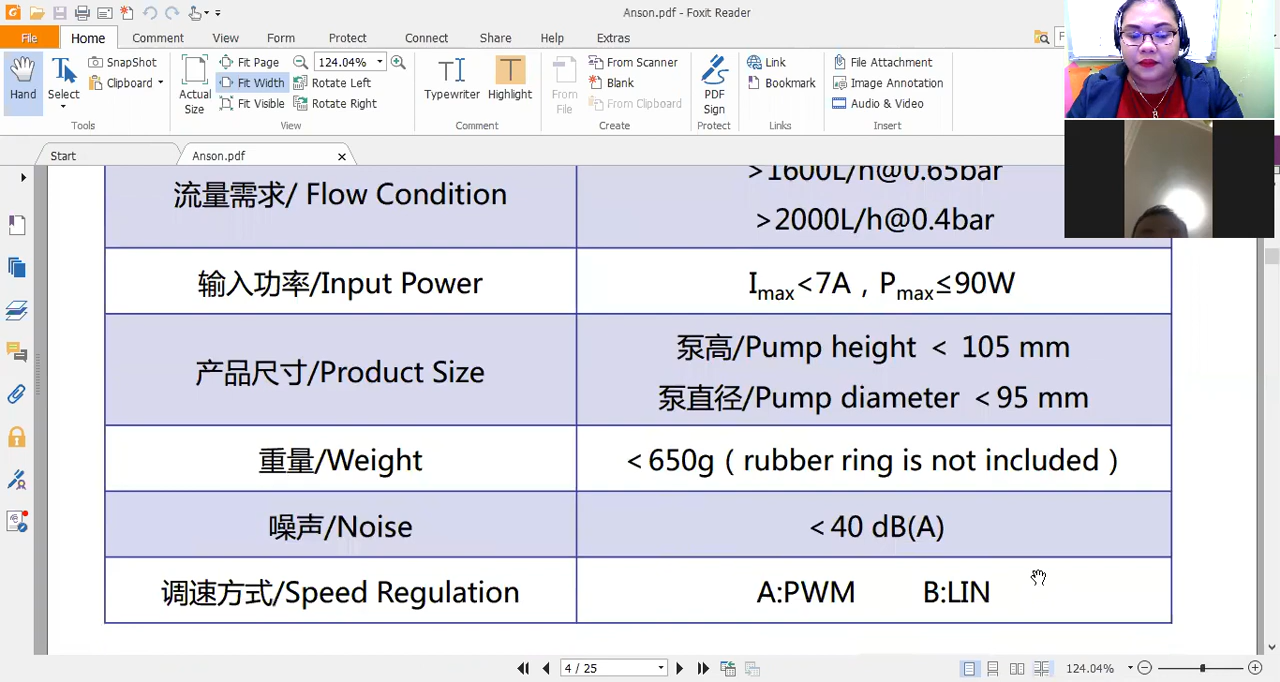 Anson.pdf - Foxit Reader
File Home Comment View Form Protect Connect Share Help Extras
Hand
Select
SnapShot
Clipboard
Tools
Actual Size
Fit Page
Fit Width
Fit Visible
124.04%
Rotate Left
Rotate Right
View
Typewriter
Highlight
Comment
From File
From Scanner
Blank
From Clipboard
Create
PDF Sign
Protect
Link
Bookmark
Links
File Attachment
Image Annotation
Audio & Video
Insert
Start
Anson.pdf
流量需求/ Flow Condition
>1600L/h@0.65bar
>2000L/h@0.4bar
输入功率/Input Power
Imax<7A，Pmax≤90W
产品尺寸/Product Size
泵高/Pump height ＜ 105 mm
泵直径/Pump diameter ＜95 mm
重量/Weight
＜650g（rubber ring is not included）
噪声/Noise
＜40 dB(A)
调速方式/Speed Regulation
A:PWM B:LIN
4 / 25
124.04%